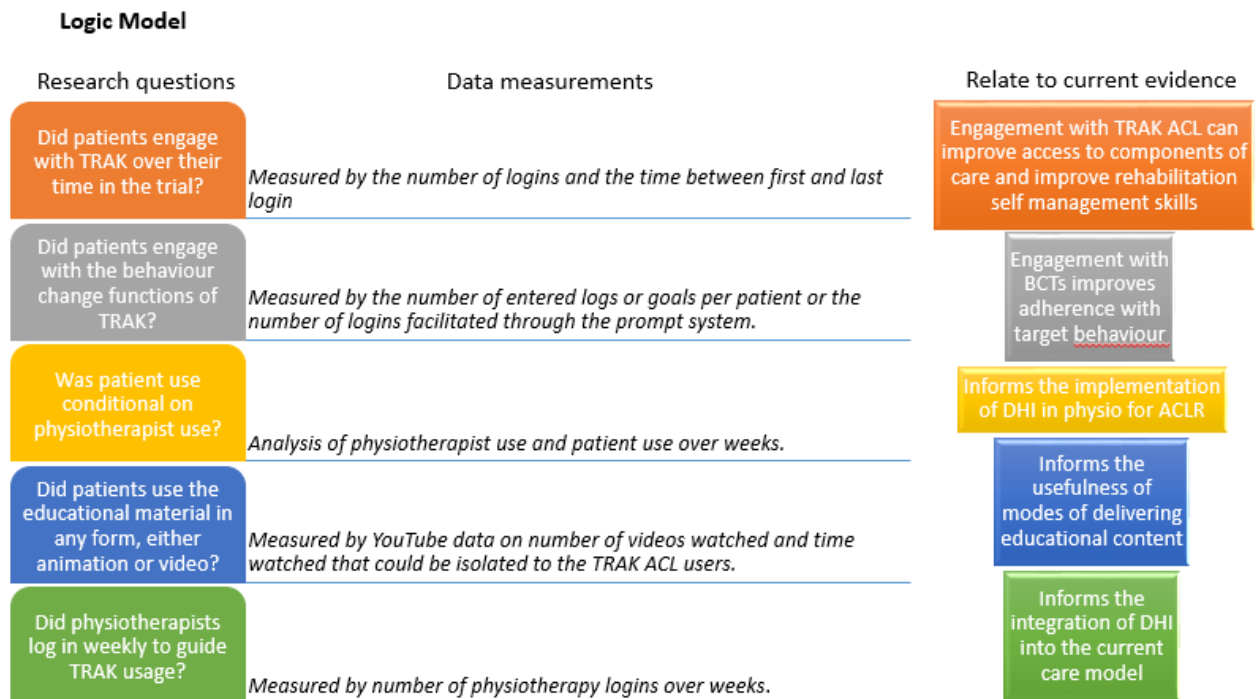 Logic Model
Research questions
Data measurements
Relate to current evidence
Did patients engage
with TRAK over their
time in the trial?
Measured by the number of logins and the time between first and last
login
Engagement with TRAK ACL can
improve access to components of
care and improve rehabilitation
self management skills
Did patients engage
with the behaviour
change functions of
TRAK?
Measured by the number of entered logs or goals per patient or the
number of logins facilitated through the prompt system.
Engagement with
BCTs improves
adherence with
target behaviour
Was patient use
conditional on
physiotherapist use?
Analysis of physiotherapist use and patient use over weeks.
Informs the implementation
of DHI in physio for ACLR
Did patients use the
educational material in
any form, either
animation or video?
Measured by YouTube data on number of videos watched and time
watched that could be isolated to the TRAK ACL users.
Informs the
usefulness of
modes of delivering
educational content
Did physiotherapists
log in weekly to guide
TRAK usage?
Measured by number of physiotherapy logins over weeks.
Informs the
integration of DHI
into the current
care model